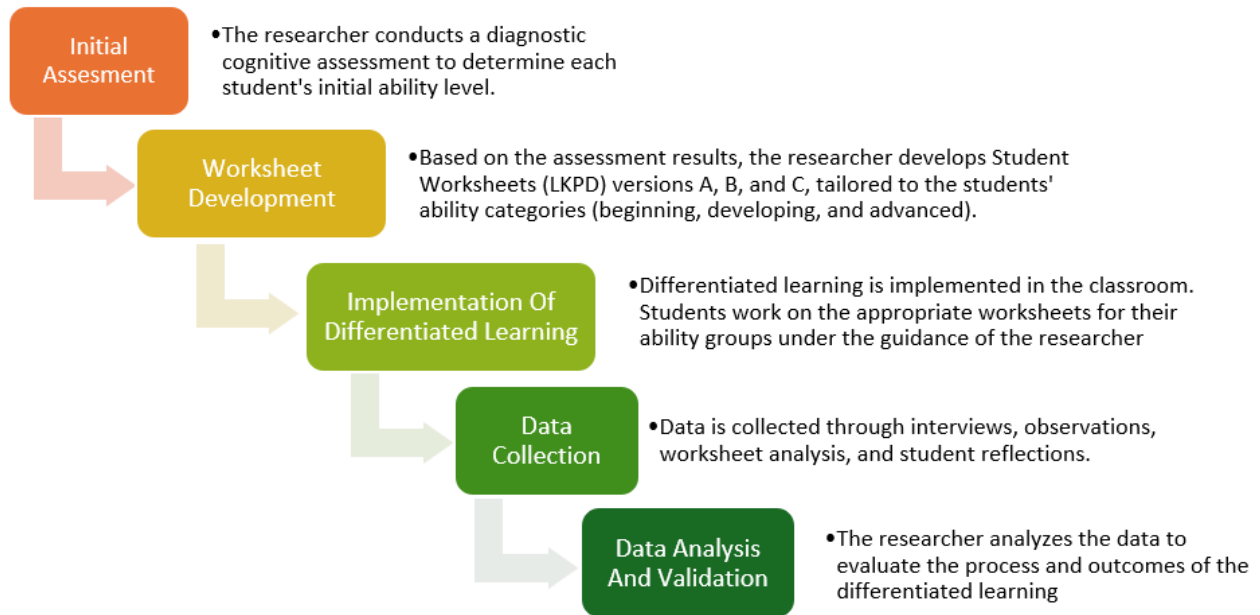 Initial
Assesment
•The researcher conducts a diagnostic
cognitive assessment to determine each
student's initial ability level.
Worksheet
Development
•Based on the assessment results, the researcher develops Student
Worksheets (LKPD) versions A, B, and C, tailored to the students'
ability categories (beginning, developing, and advanced).
Implementation Of
Differentiated Learning
•Differentiated learning is implemented in the classroom.
Students work on the appropriate worksheets for their
ability groups under the guidance of the researcher
Data
Collection
•Data is collected through interviews, observations,
worksheet analysis, and student reflections.
Data Analysis
And Validation
•The researcher analyzes the data to
evaluate the process and outcomes of the
differentiated learning